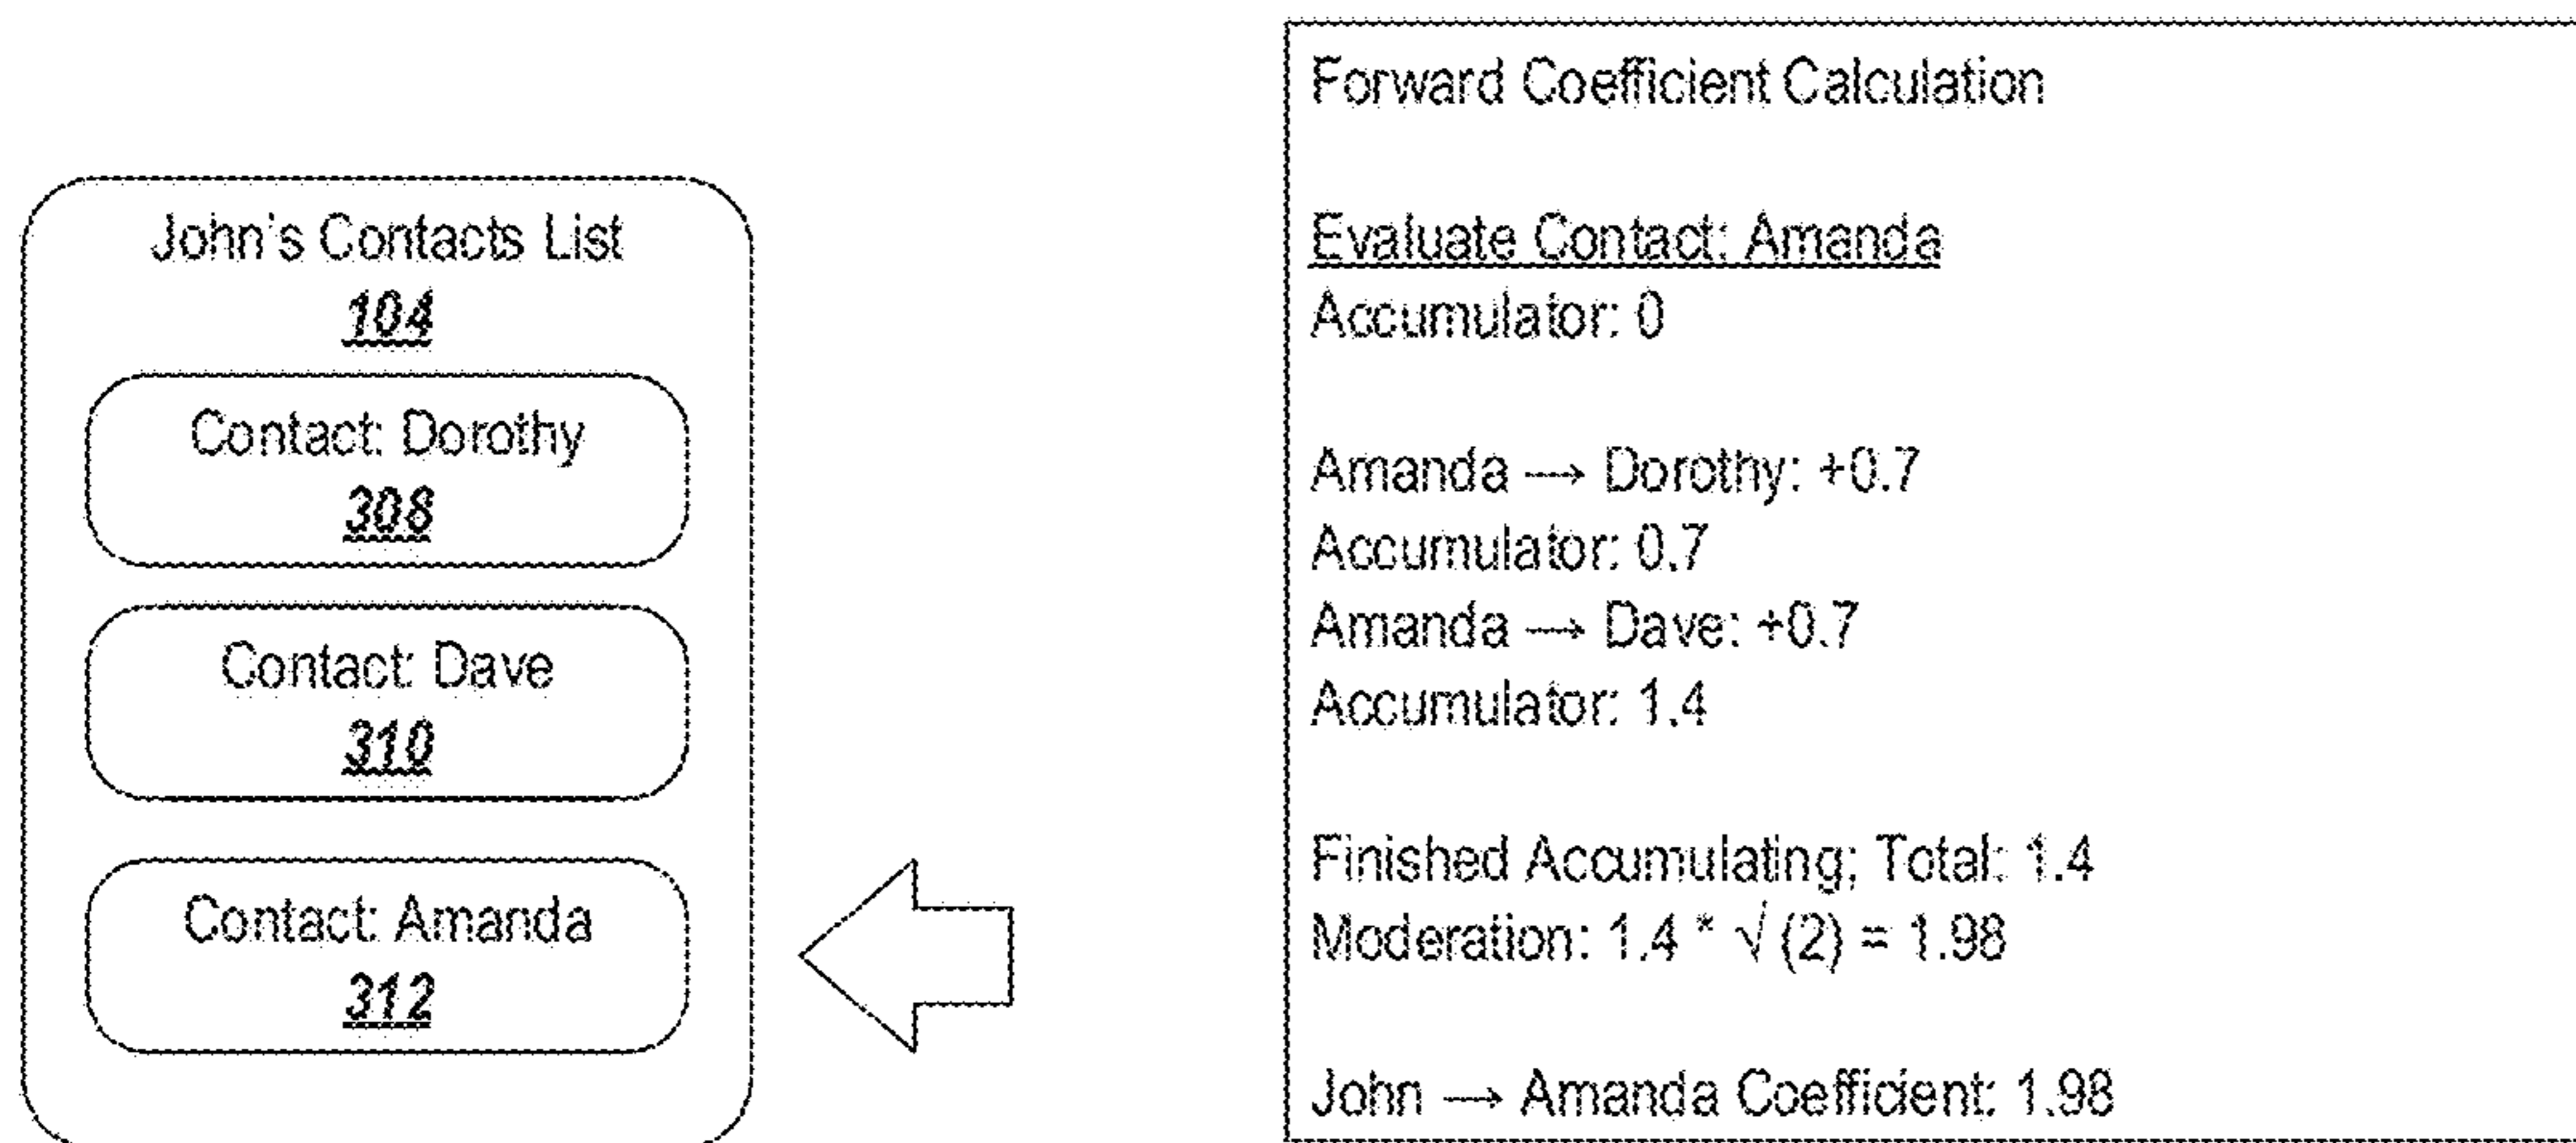 John's Contacts List
104
Contact: Dorothy
308
Contact: Dave
310
Contact: Amanda
312
Forward Coefficient Calculation
Evaluate Contact: Amanda
Accumulator: 0
Amanda → Dorothy: +0.7
Accumulator: 0.7
Amanda → Dave: +0.7
Accumulator: 1.4
Finished Accumulating; Total: 1.4
Moderation: 1.4 * √ (2) = 1.98
John → Amanda Coefficient: 1.98